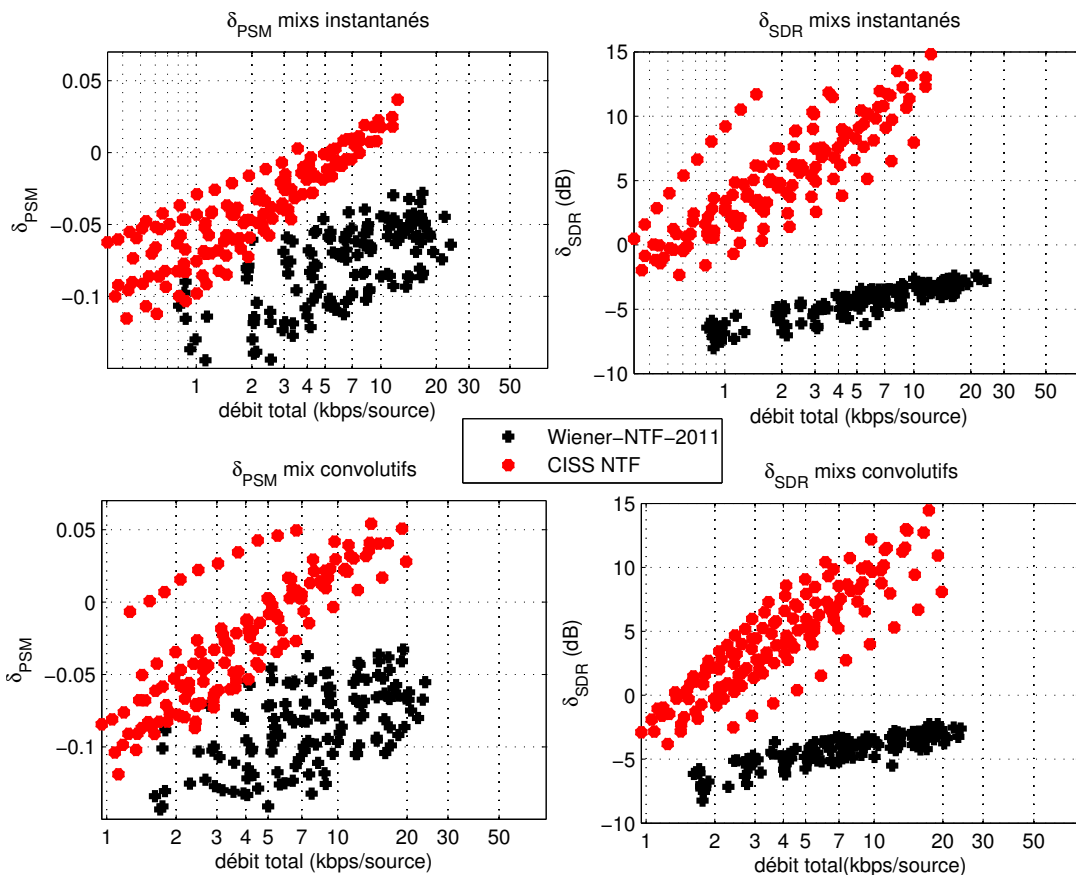 δPSM mixs instantanés
0.05
0
−0.05
−0.1
δPSM
1 2 3 4 5 7 10 20 30 50
débit total (kbps/source)
δSDR mixs instantanés
15
10
5
0
−5
−10
δSDR (dB)
1 2 3 4 5 7 10 20 30 50
débit total (kbps/source)
Wiener−NTF−2011
CISS NTF
δPSM mix convolutifs
0.05
0
−0.05
−0.1
δPSM
1 2 3 4 5 7 10 20 30 50
débit total (kbps/source)
δSDR mixs convolutifs
15
10
5
0
−5
−10
δSDR (dB)
1 2 3 4 5 7 10 20 30 50
débit total(kbps/source)